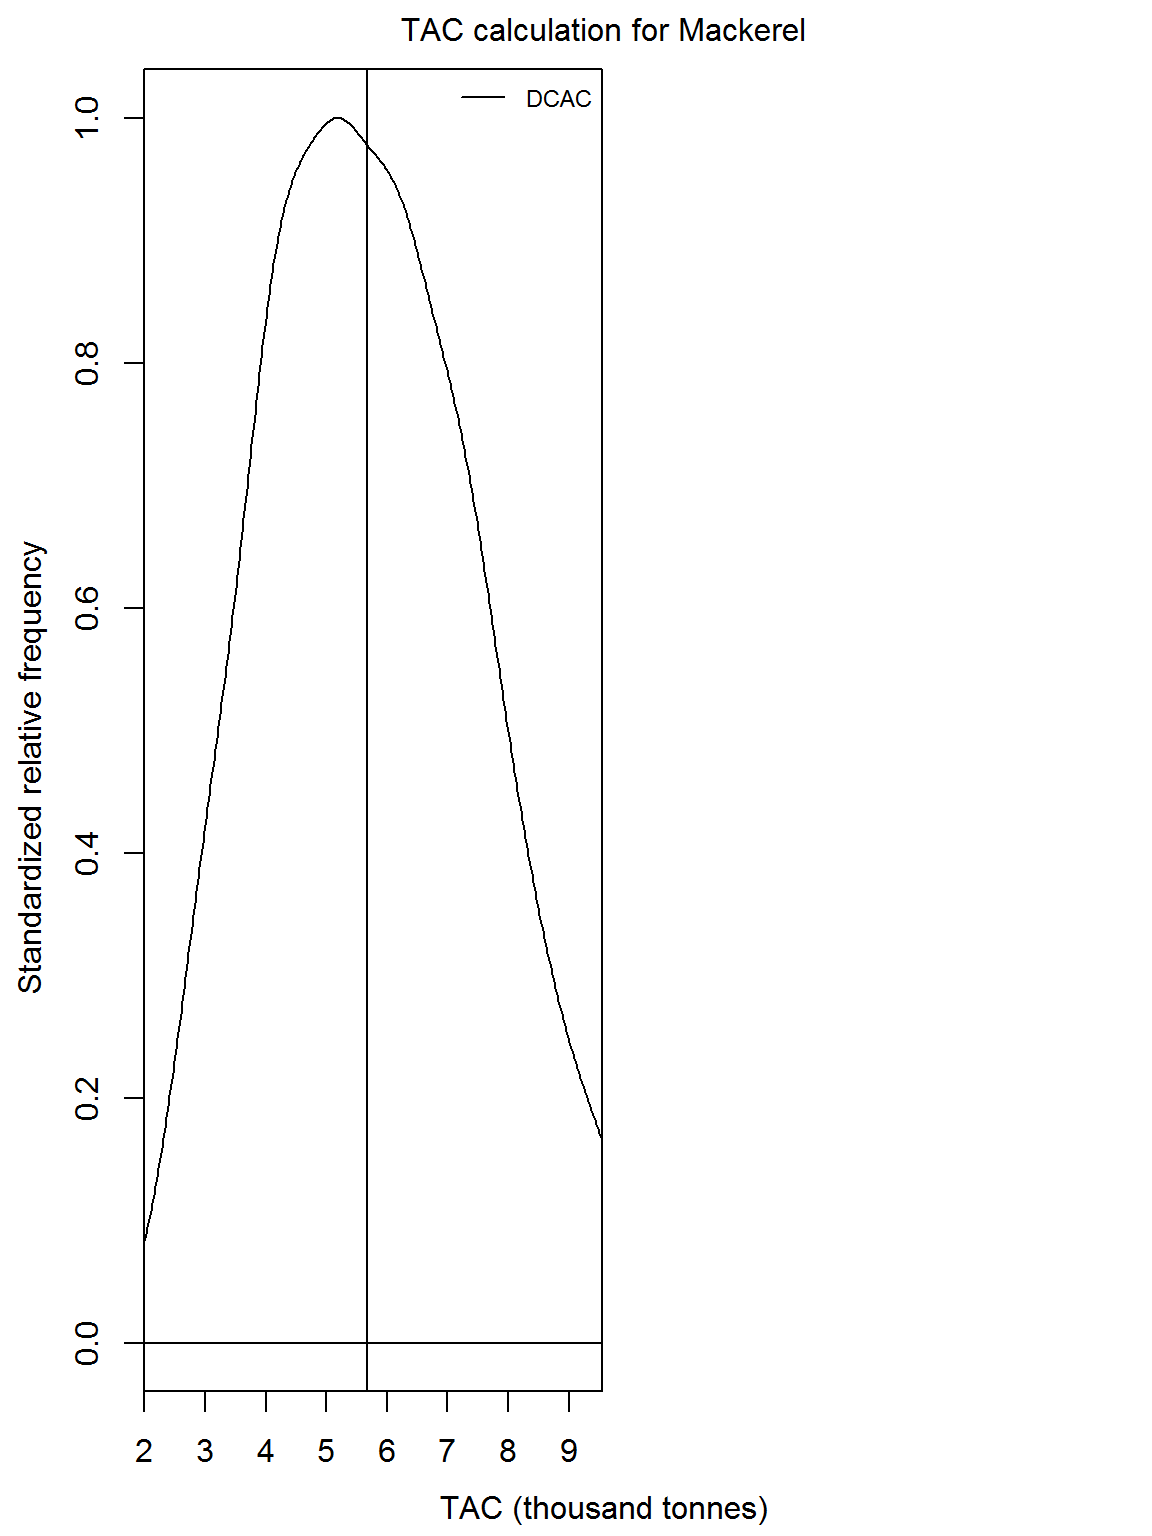 TAC calculation for Mackerel
DCAC
Standardized relative frequency
1.0
0.8
0.6
0.4
0.2
0.0
2 3 4 5 6 7 8 9
TAC (thousand tonnes)